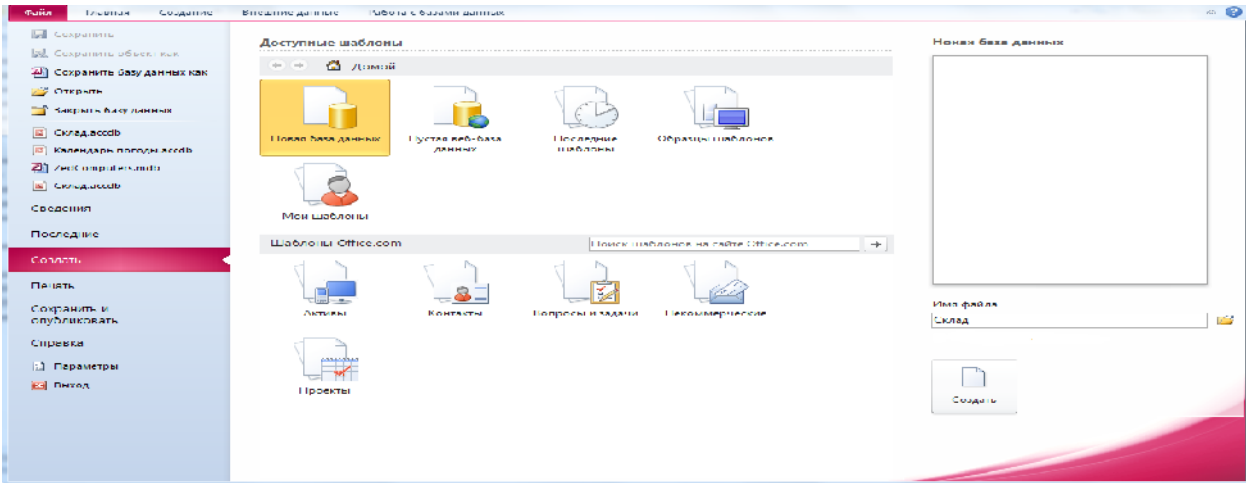 Файл Главная Создание Внешние данные Работа с базами данных
Сохранить
Сохранить объект как
Сохранить базу данных как
Открыть
Закрыть базу данных
Склад.accdb
Календарь погоды.accdb
ZedComputers.mdb
Склад.accdb
Сведения
Последние
Создать
Печать
Сохранить и
опубликовать
Справка
Параметры
Выход
Доступные шаблоны
Домой
Новая база данных
Пустая веб-база
данных
Последние
шаблоны
Образцы шаблонов
Мои шаблоны
Шаблоны Office.com
Поиск шаблонов на сайте Office.com
Активы
Контакты
Вопросы и задачи
Некоммерческие
Проекты
Новая база данных
Имя файла
Склад
Создать